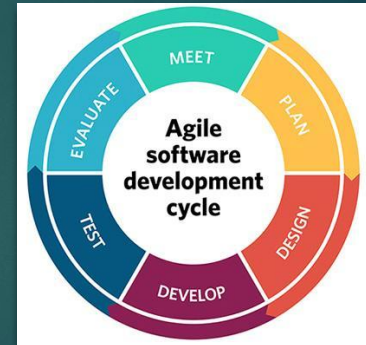 MEET
PLAN
DESIGN
DEVELOP
TEST
EVALUATE
Agile
software
development
cycle